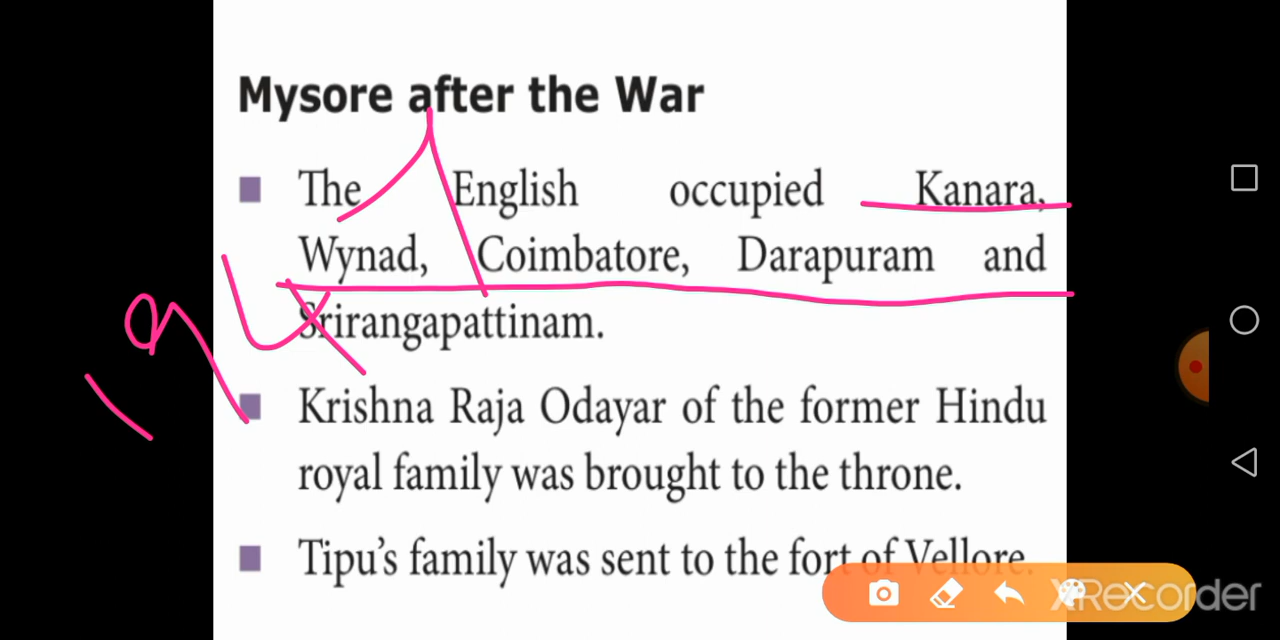 Mysore after the War
The English occupied Kanara,
Wynad, Coimbatore, Darapuram and
Srirangapattinam.
Krishna Raja Odayar of the former Hindu
royal family was brought to the throne.
Tipu's family was sent to the fort of Vellore.
XRecorder